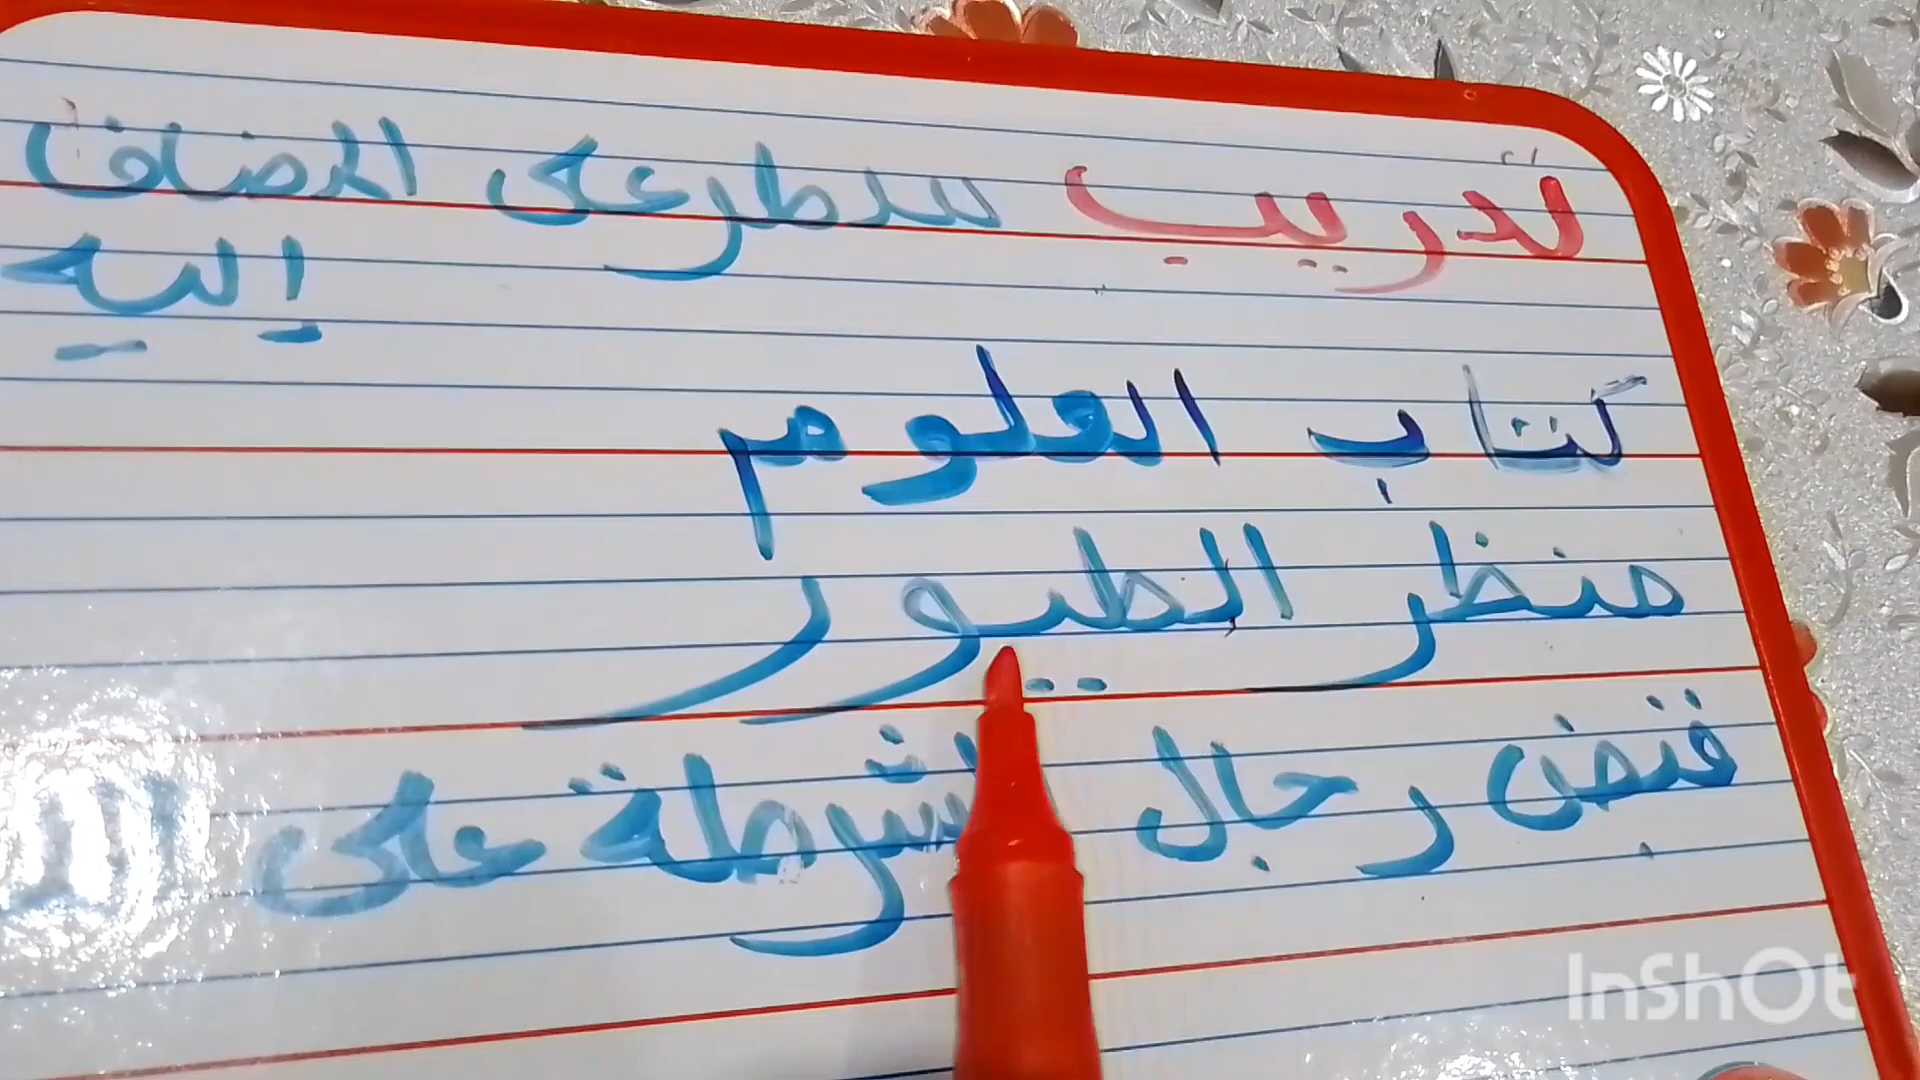 تدريب سطر على المضاف
إليه
كتاب العلوم
منظر الطيور
قبض رجال الشرطة على
InShOt